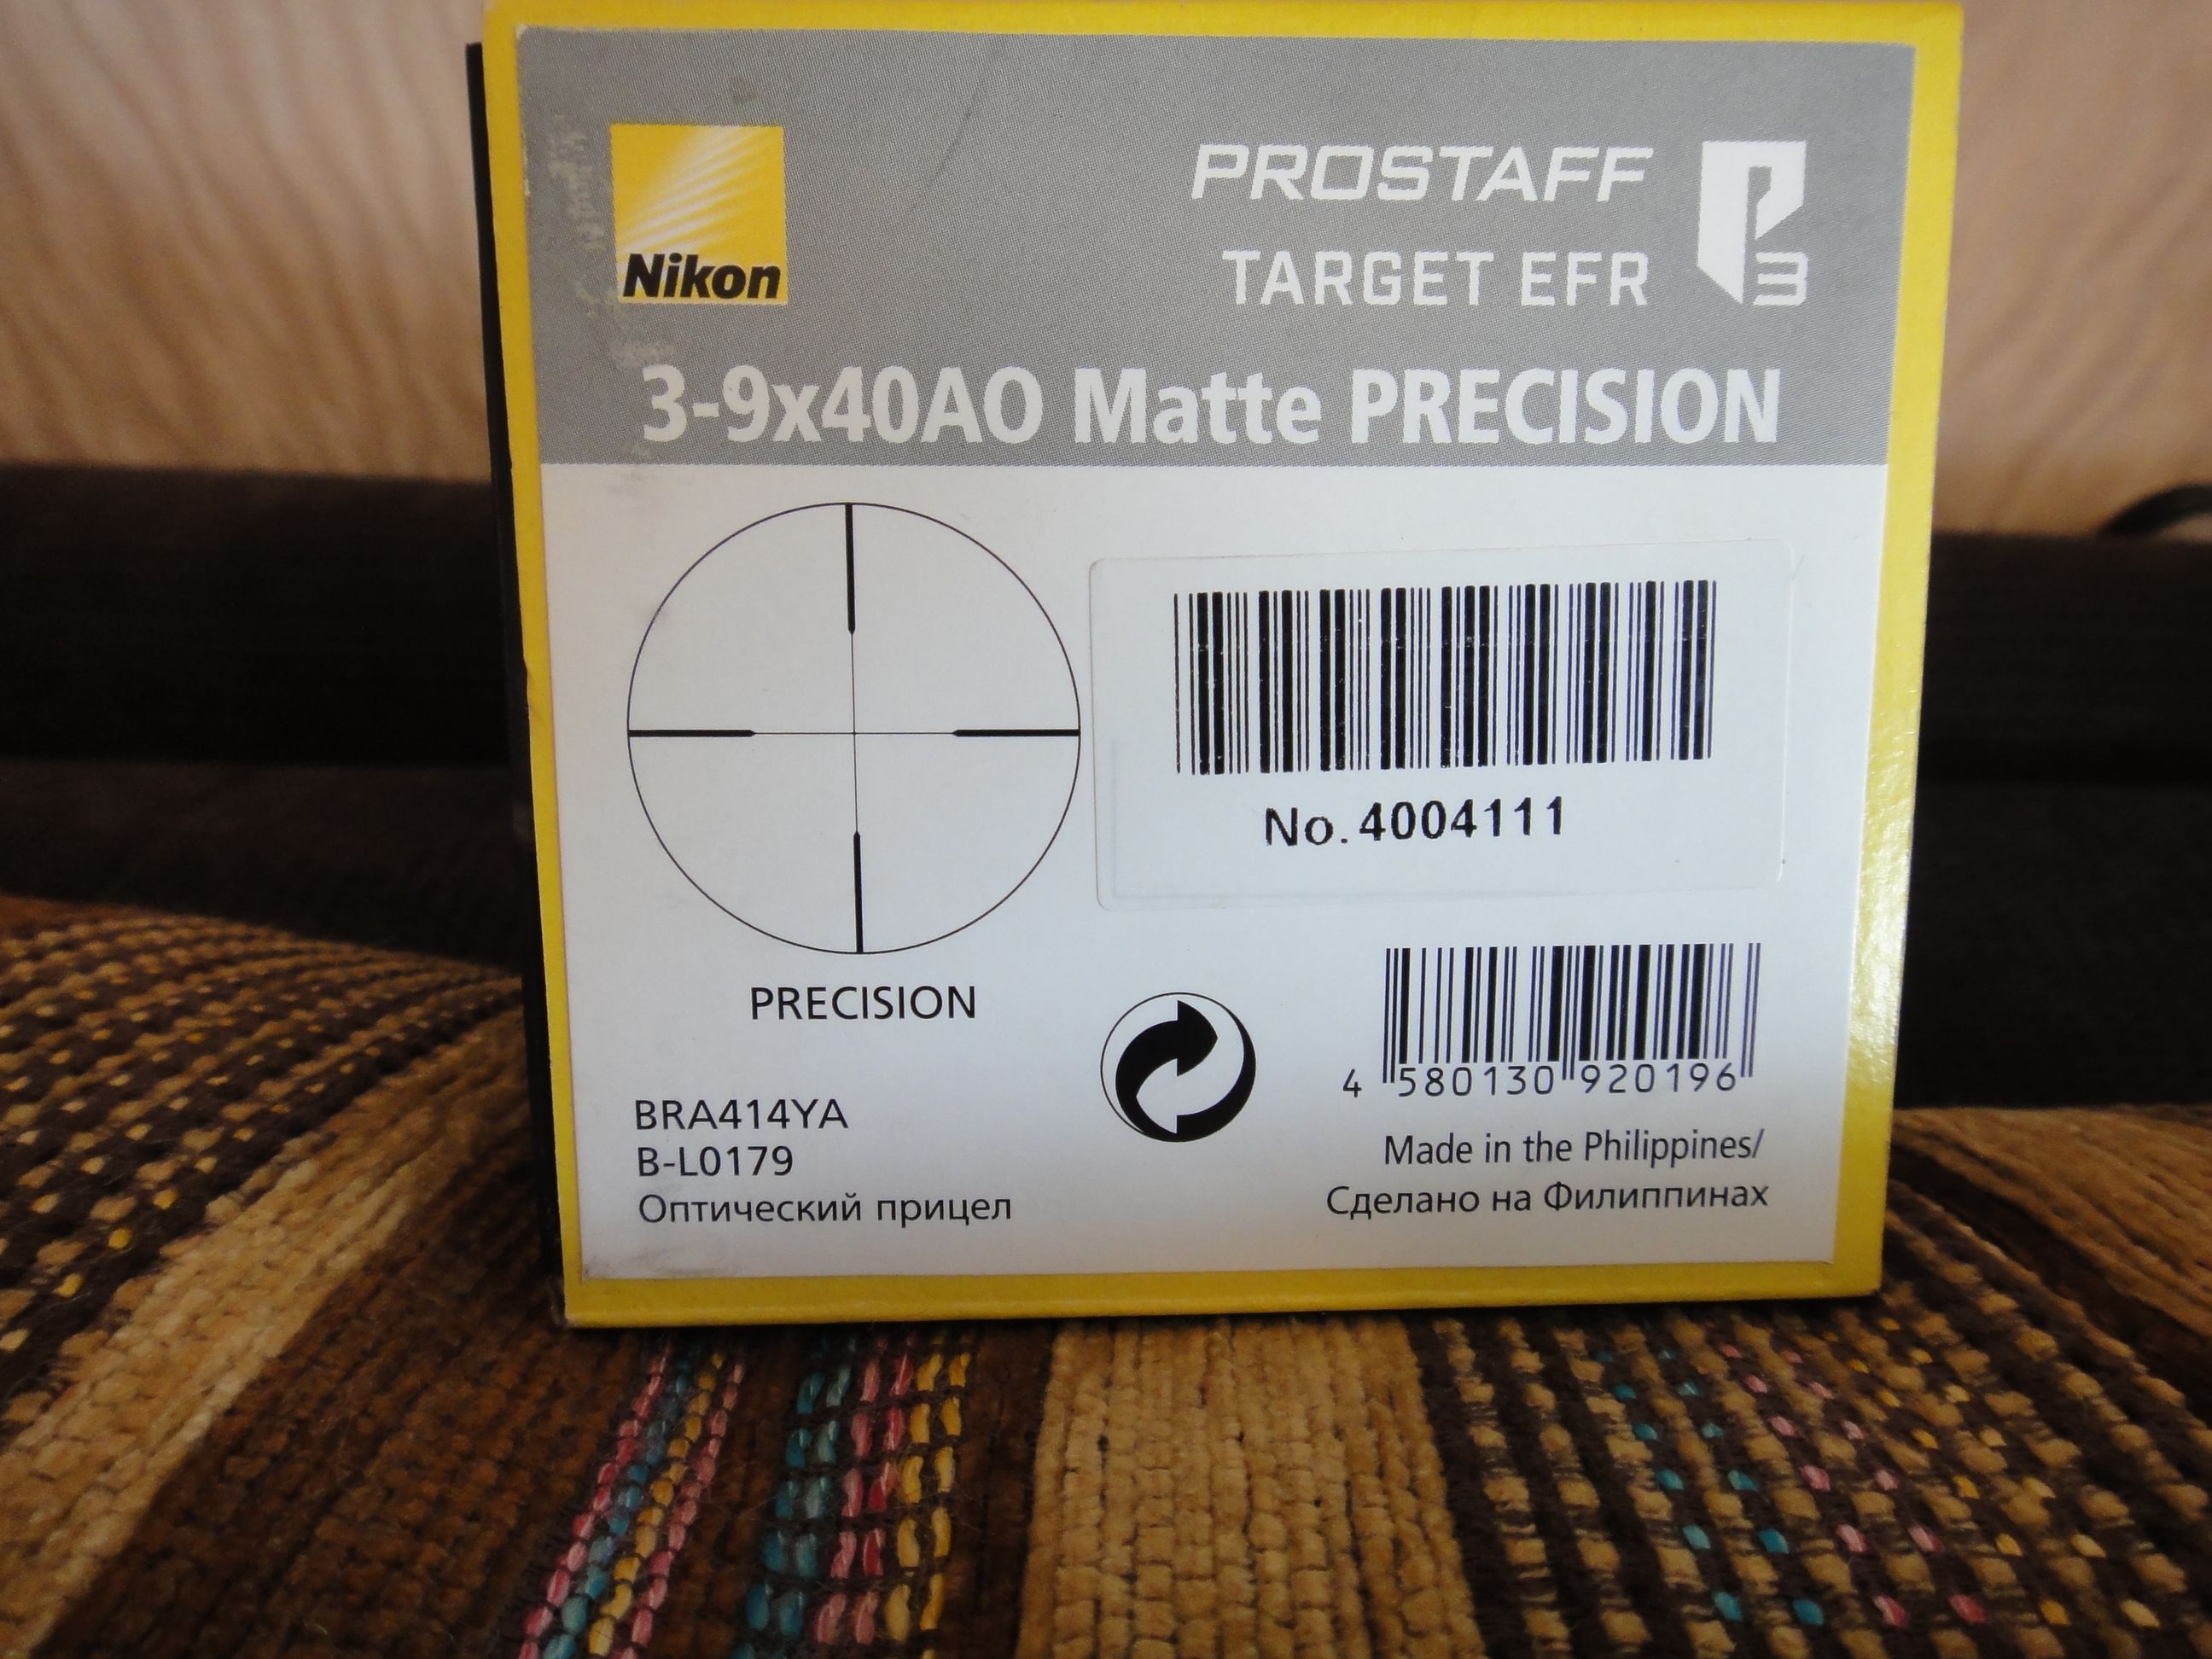 Nikon
PROSTAFF
TARGET EFR
P3
3-9x40AO Matte PRECISION
No.4004111
PRECISION
4 580130 920196
BRA414YA
B-L0179
Оптический прицел
Made in the Philippines/
Сделано на Филиппинах